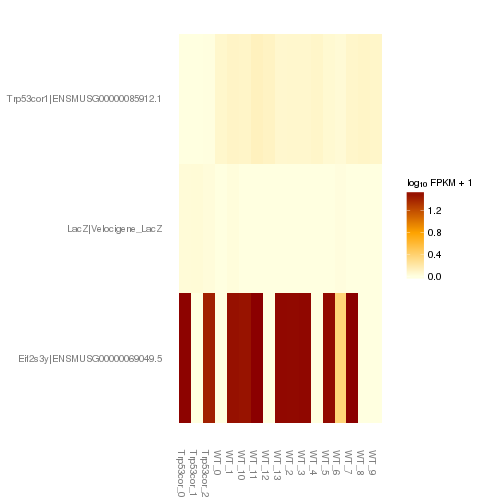 Trp53cor1|ENSMUSG00000085912.1
LacZ|Velocigene_LacZ
Eif2s3y|ENSMUSG00000069049.5
log10 FPKM + 1
1.2
0.8
0.4
0.0
Trp53cor_0
Trp53cor_1
Trp53cor_2
WT_0
WT_1
WT_10
WT_11
WT_12
WT_13
WT_2
WT_3
WT_4
WT_5
WT_6
WT_7
WT_8
WT_9